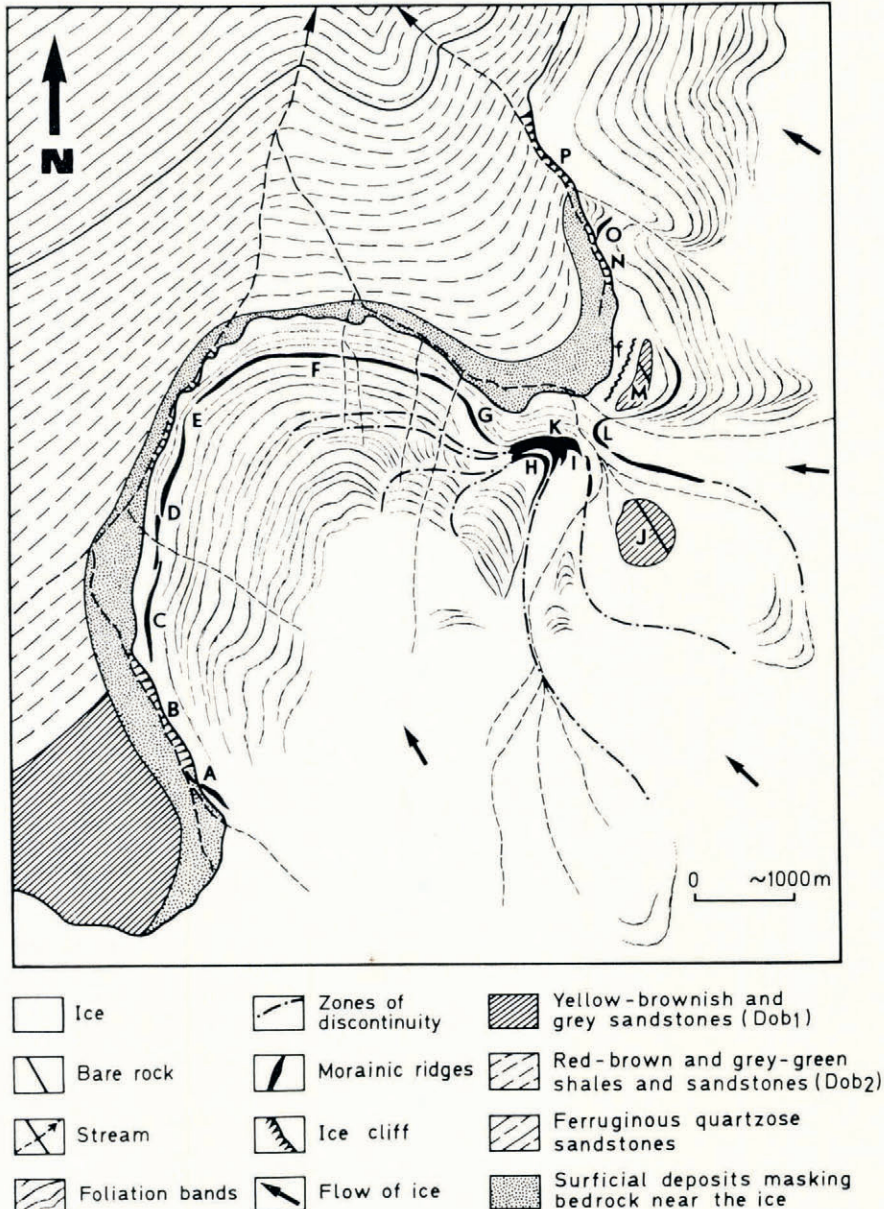 N
P
O
N
f
M
F
E
G
K
L
H
I
D
J
C
B
A
0 ~1000m
Ice
Zones of
discontinuity
Yellow-brownish and
grey sandstones (Dob1)
Bare rock
Morainic ridges
Red-brown and grey-green
shales and sandstones (Dob2)
Stream
Ice cliff
Ferruginous quartzose
sandstones
Foliation bands
Flow of ice
Surficial deposits masking
bedrock near the ice